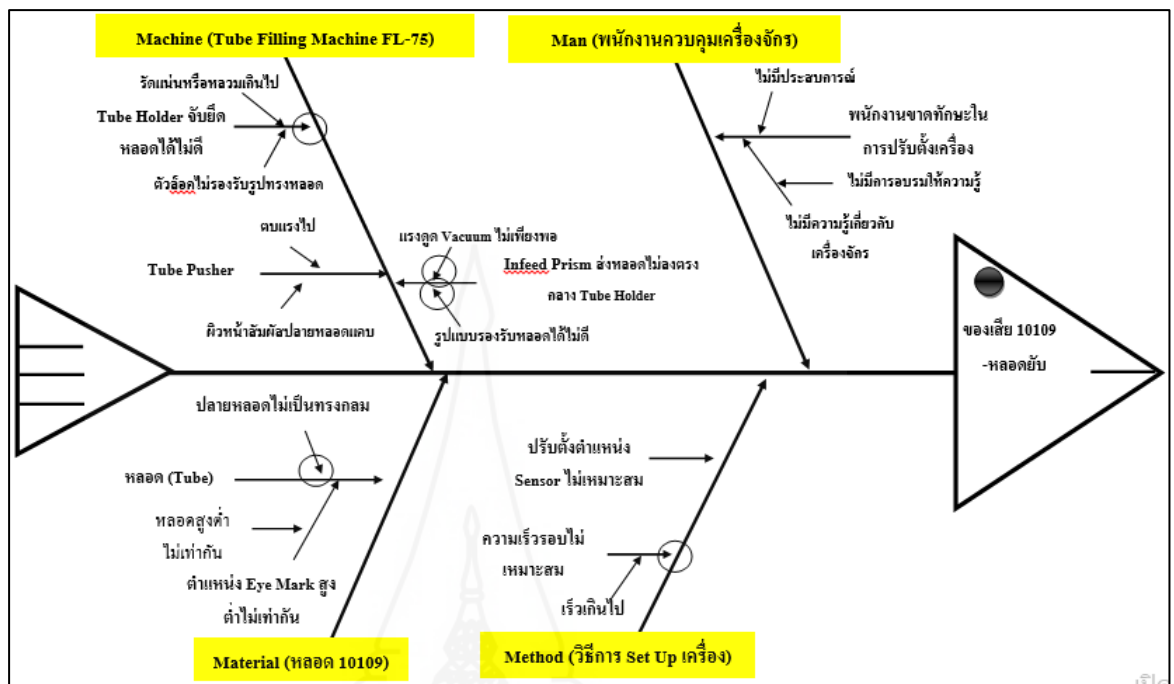 Machine (Tube Filling Machine FL-75)
รัดแน่นหรือหลวมเกินไป
Tube Holder จับยึด
หลอดได้ไม่ดี
ตัวล็อคไม่รองรับรูปทรงหลอด
ตบแรงไป
Tube Pusher
ผิวหน้าสัมผัสปลายหลอดแคบ
แรงดูด Vacuum ไม่เพียงพอ
Infeed Prism ส่งหลอดไม่ลงตรง
กลาง Tube Holder
รูปแบบรองรับหลอดได้ไม่ดี
Man (พนักงานควบคุมเครื่องจักร)
ไม่มีประสบการณ์
พนักงานขาดทักษะใน
การปรับตั้งเครื่อง
ไม่มีการอบรมให้ความรู้
ไม่มีความรู้เกี่ยวกับ
เครื่องจักร
ของเสีย 10109
-หลอดยับ
ปลายหลอดไม่เป็นทรงกลม
หลอด (Tube)
หลอดสูงต่ำ
ไม่เท่ากัน
ตำแหน่ง Eye Mark สูง
ต่ำไม่เท่ากัน
Material (หลอด 10109)
ปรับตั้งตำแหน่ง
Sensor ไม่เหมาะสม
ความเร็วรอบไม่
เหมาะสม
เร็วเกินไป
Method (วิธีการ Set Up เครื่อง)